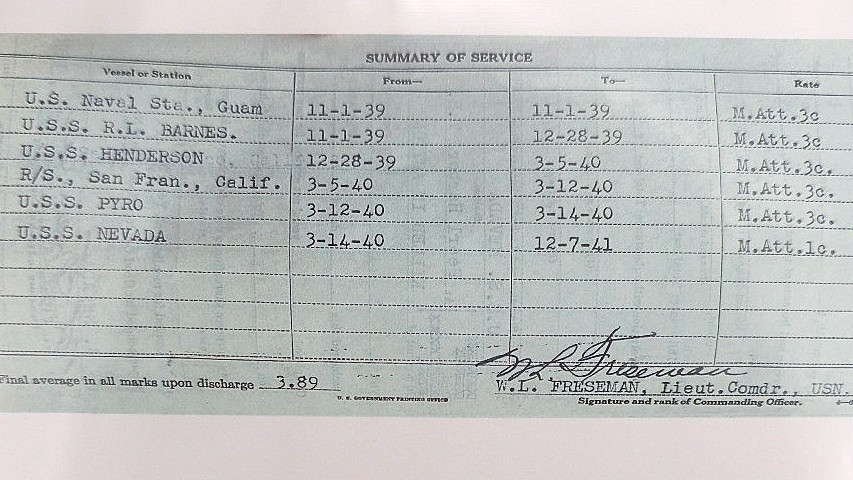 SUMMARY OF SERVICE
Vessel or Station From— To— Rate
U.S. Naval Sta., Guam 11-1-39 11-1-39 M.Att.3c
U.S.S. R.L. BARNES. 11-1-39 12-28-39 M.Att.3c
U.S.S. HENDERSON 12-28-39 3-5-40 M.Att.3c.
R/S., San Fran., Calif. 3-5-40 3-12-40 M.Att.3c.
U.S.S. PYRO 3-12-40 3-14-40 M.Att.3c.
U.S.S. NEVADA 3-14-40 12-7-41 M.Att.1c.
W L Freseman
Final average in all marks upon discharge 3.89 W.L. FRESEMAN, Lieut.Comdr., USN.
U. S. GOVERNMENT PRINTING OFFICE Signature and rank of Commanding Officer.